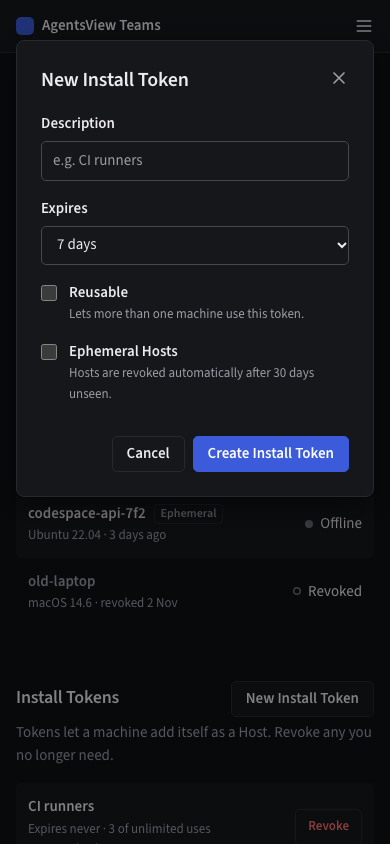 AgentsView Teams
New Install Token
Description
e.g. CI runners
Expires
7 days
Reusable
Lets more than one machine use this token.
Ephemeral Hosts
Hosts are revoked automatically after 30 days
unseen.
Cancel
Create Install Token
codespace-api-7f2
Ephemeral
Ubuntu 22.04 · 3 days ago
Offline
old-laptop
macOS 14.6 · revoked 2 Nov
Revoked
Install Tokens
New Install Token
Tokens let a machine add itself as a Host. Revoke any you
no longer need.
CI runners
Expires never · 3 of unlimited uses
Revoke